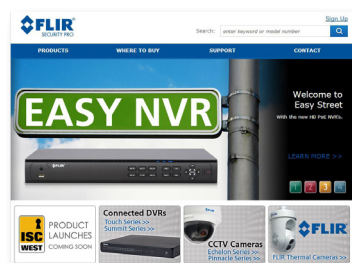 FLIR
SECURITY PRO
Sign Up
Search: enter keyword or model number
PRODUCTS WHERE TO BUY SUPPORT CONTACT
EASY NVR
Welcome to
Easy Street
With the new HD PoE NVR's.
LEARN MORE >>
FLIR
1 2 3 4
ISC
WEST
PRODUCT
LAUNCHES
COMING SOON
Connected DVRs
Touch Series >>
Summit Series >>
CCTV Cameras
Echelon Series >>
Pinnacle Series >>
FLIR
FLIR Thermal Cameras >>